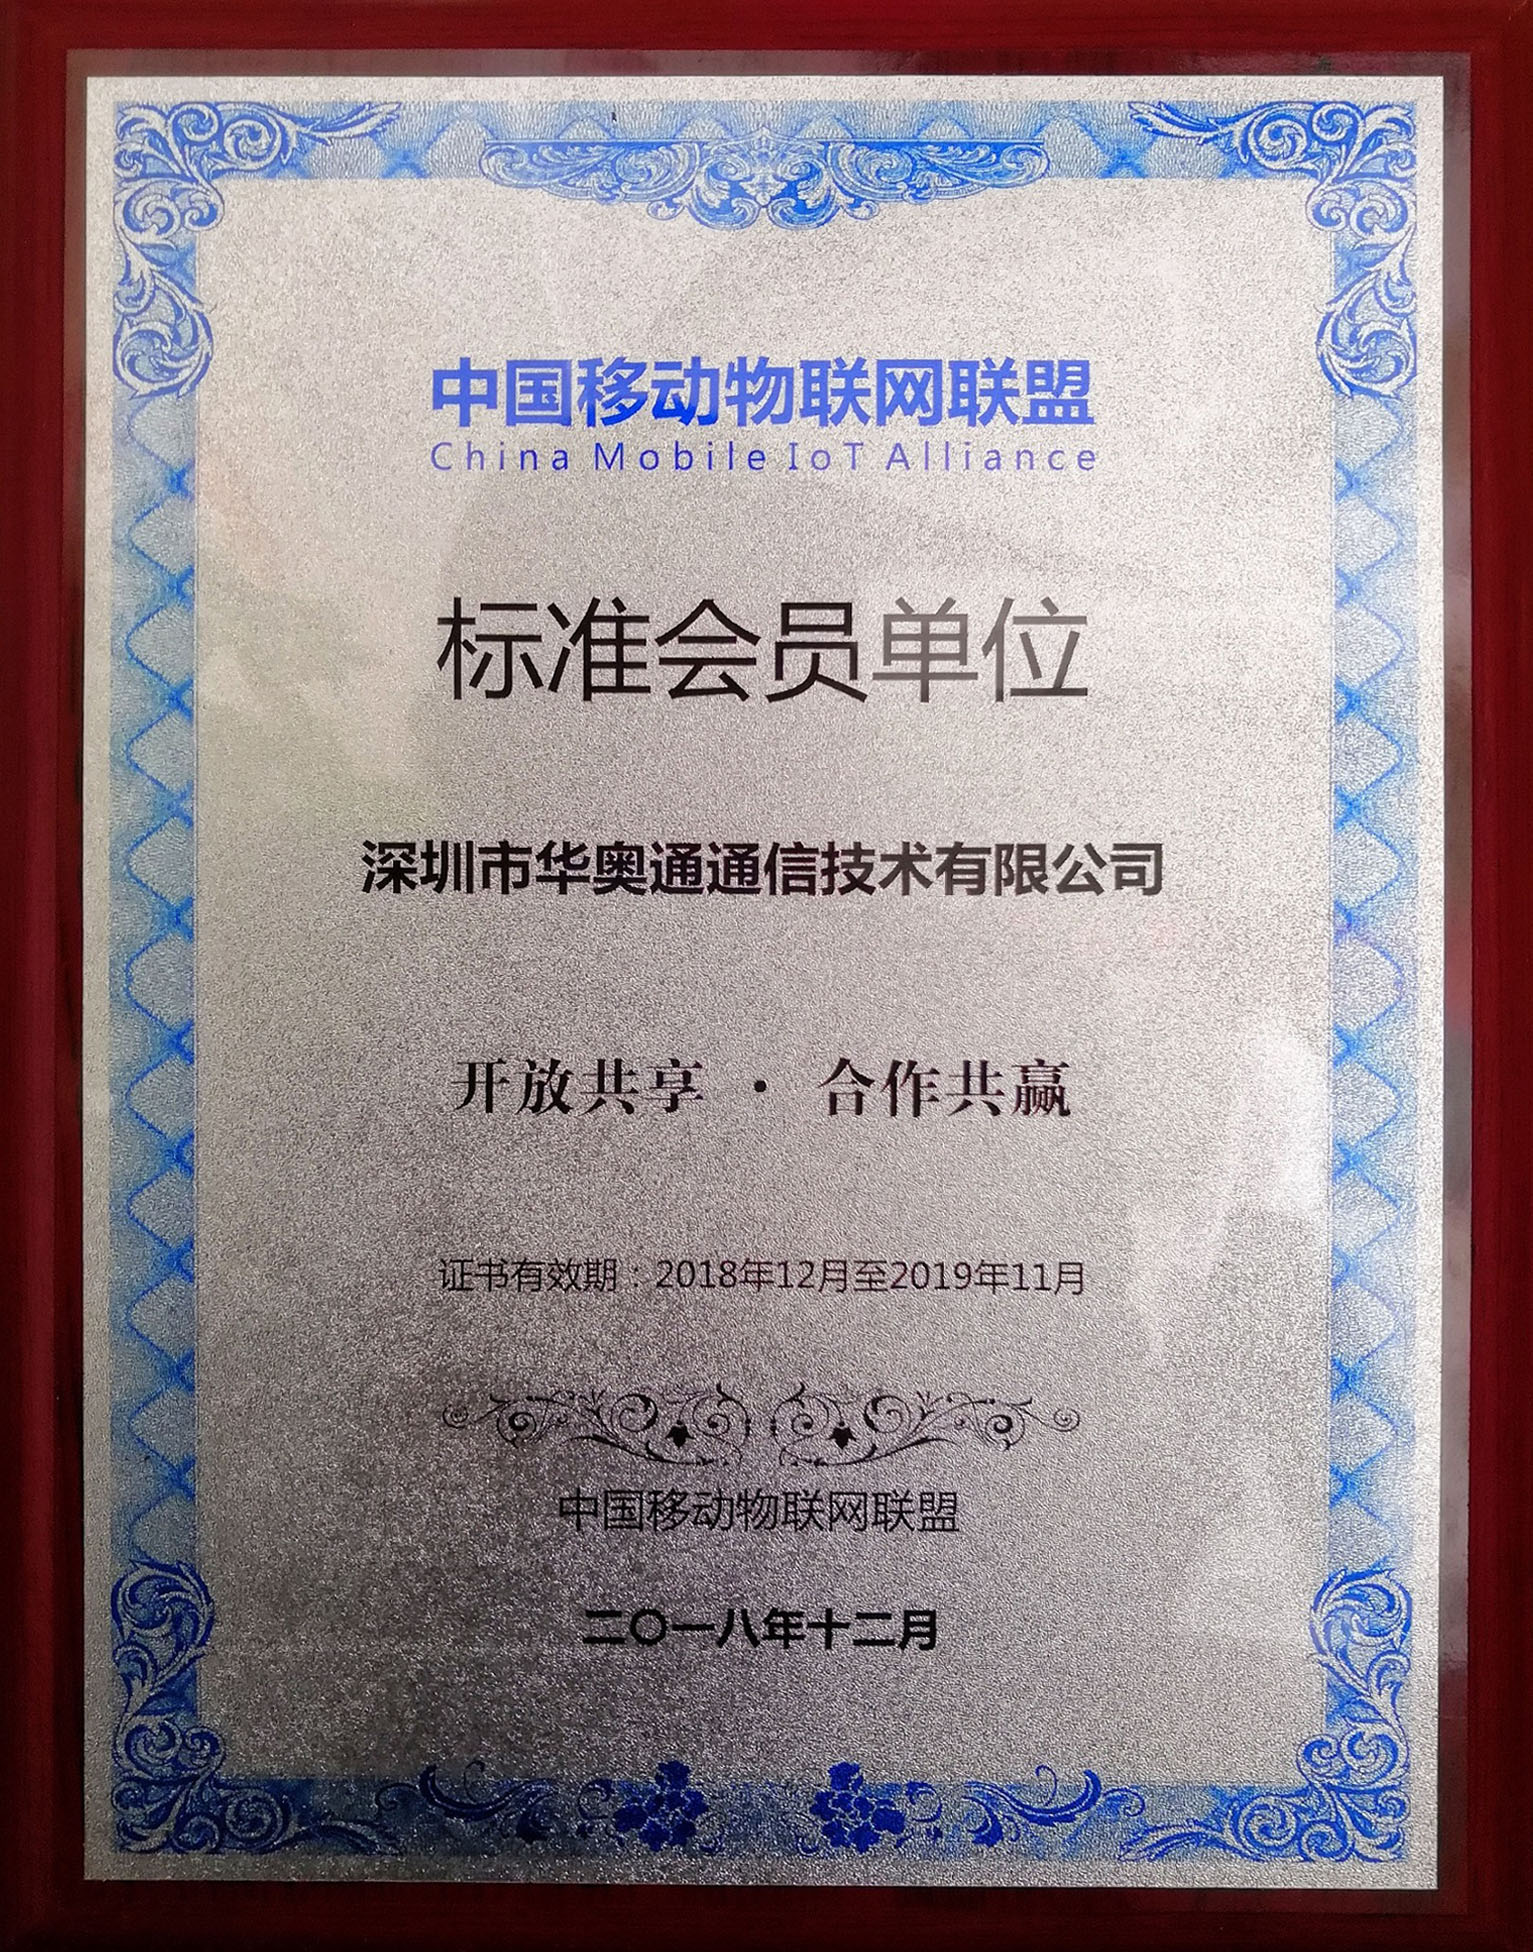 中国移动物联网联盟
China Mobile IoT Alliance
标准会员单位
深圳市华奥通通信技术有限公司
开放共享 · 合作共赢
证书有效期：2018年12月至2019年11月
中国移动物联网联盟
二〇一八年十二月